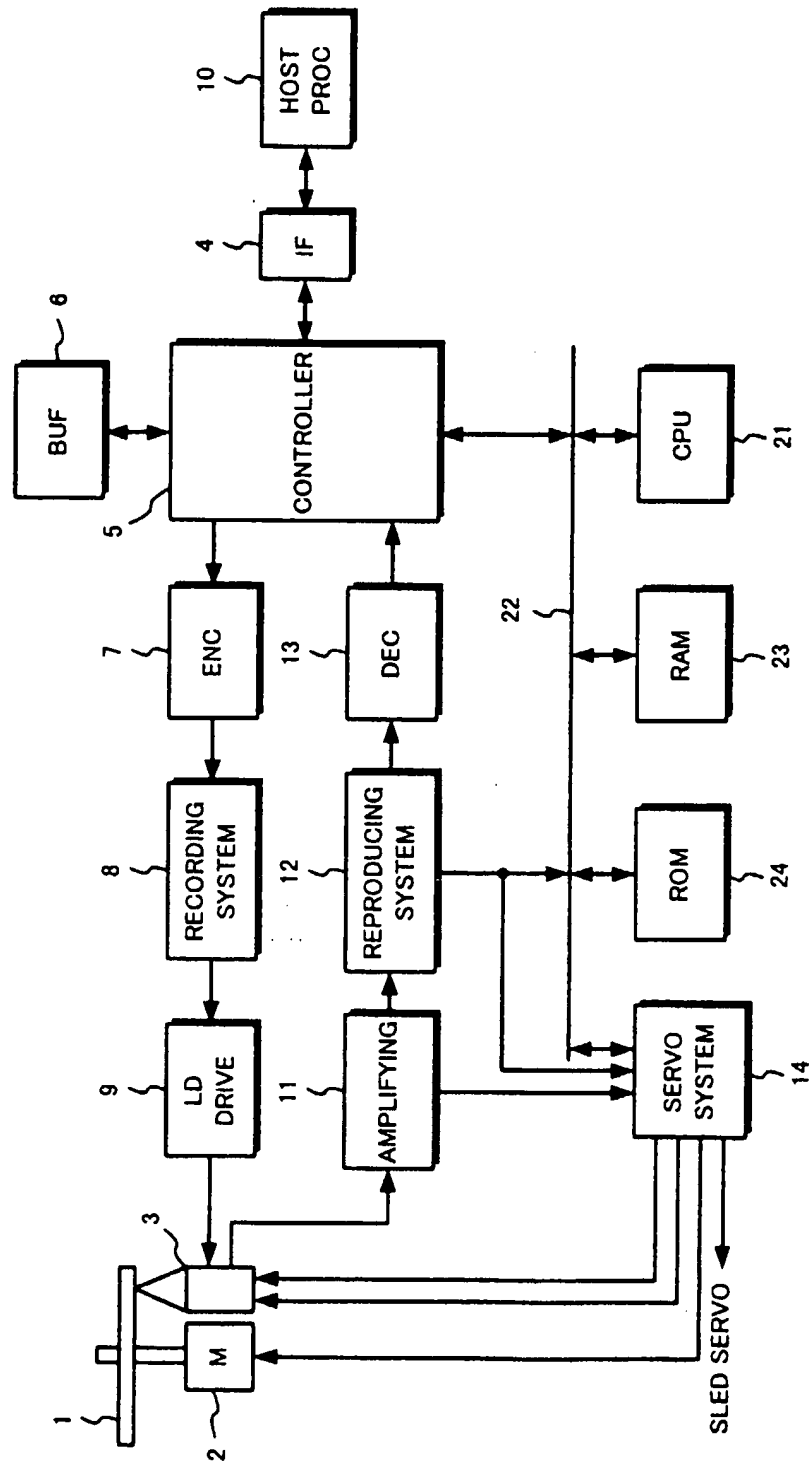 1
2
M
3
9
LD
DRIVE
8
RECORDING
SYSTEM
7
ENC
5
CONTROLLER
6
BUF
4
IF
10
HOST
PROC
11
AMPLIFYING
12
REPRODUCING
SYSTEM
13
DEC
22
SLED SERVO
SERVO
SYSTEM
14
ROM
24
RAM
23
CPU
21